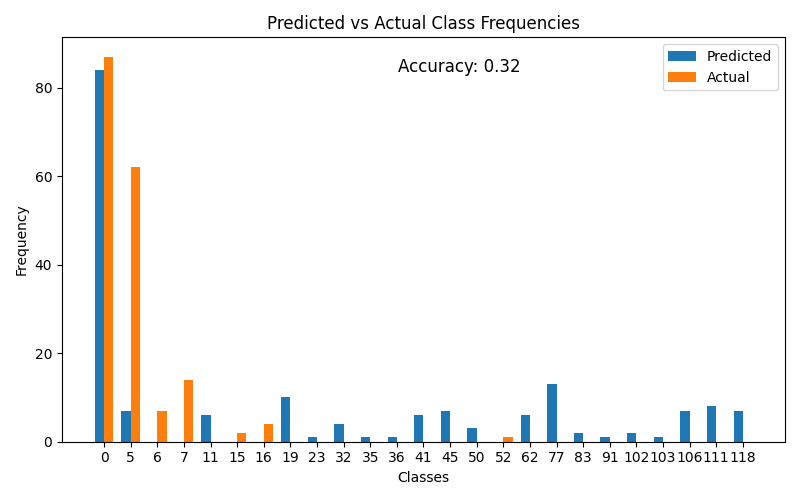 Predicted vs Actual Class Frequencies
Accuracy: 0.32
Predicted
Actual
Frequency
80
60
40
20
0
0 5 6 7 11 15 16 19 23 32 35 36 41 45 50 52 62 77 83 91 102 103 106 111 118
Classes